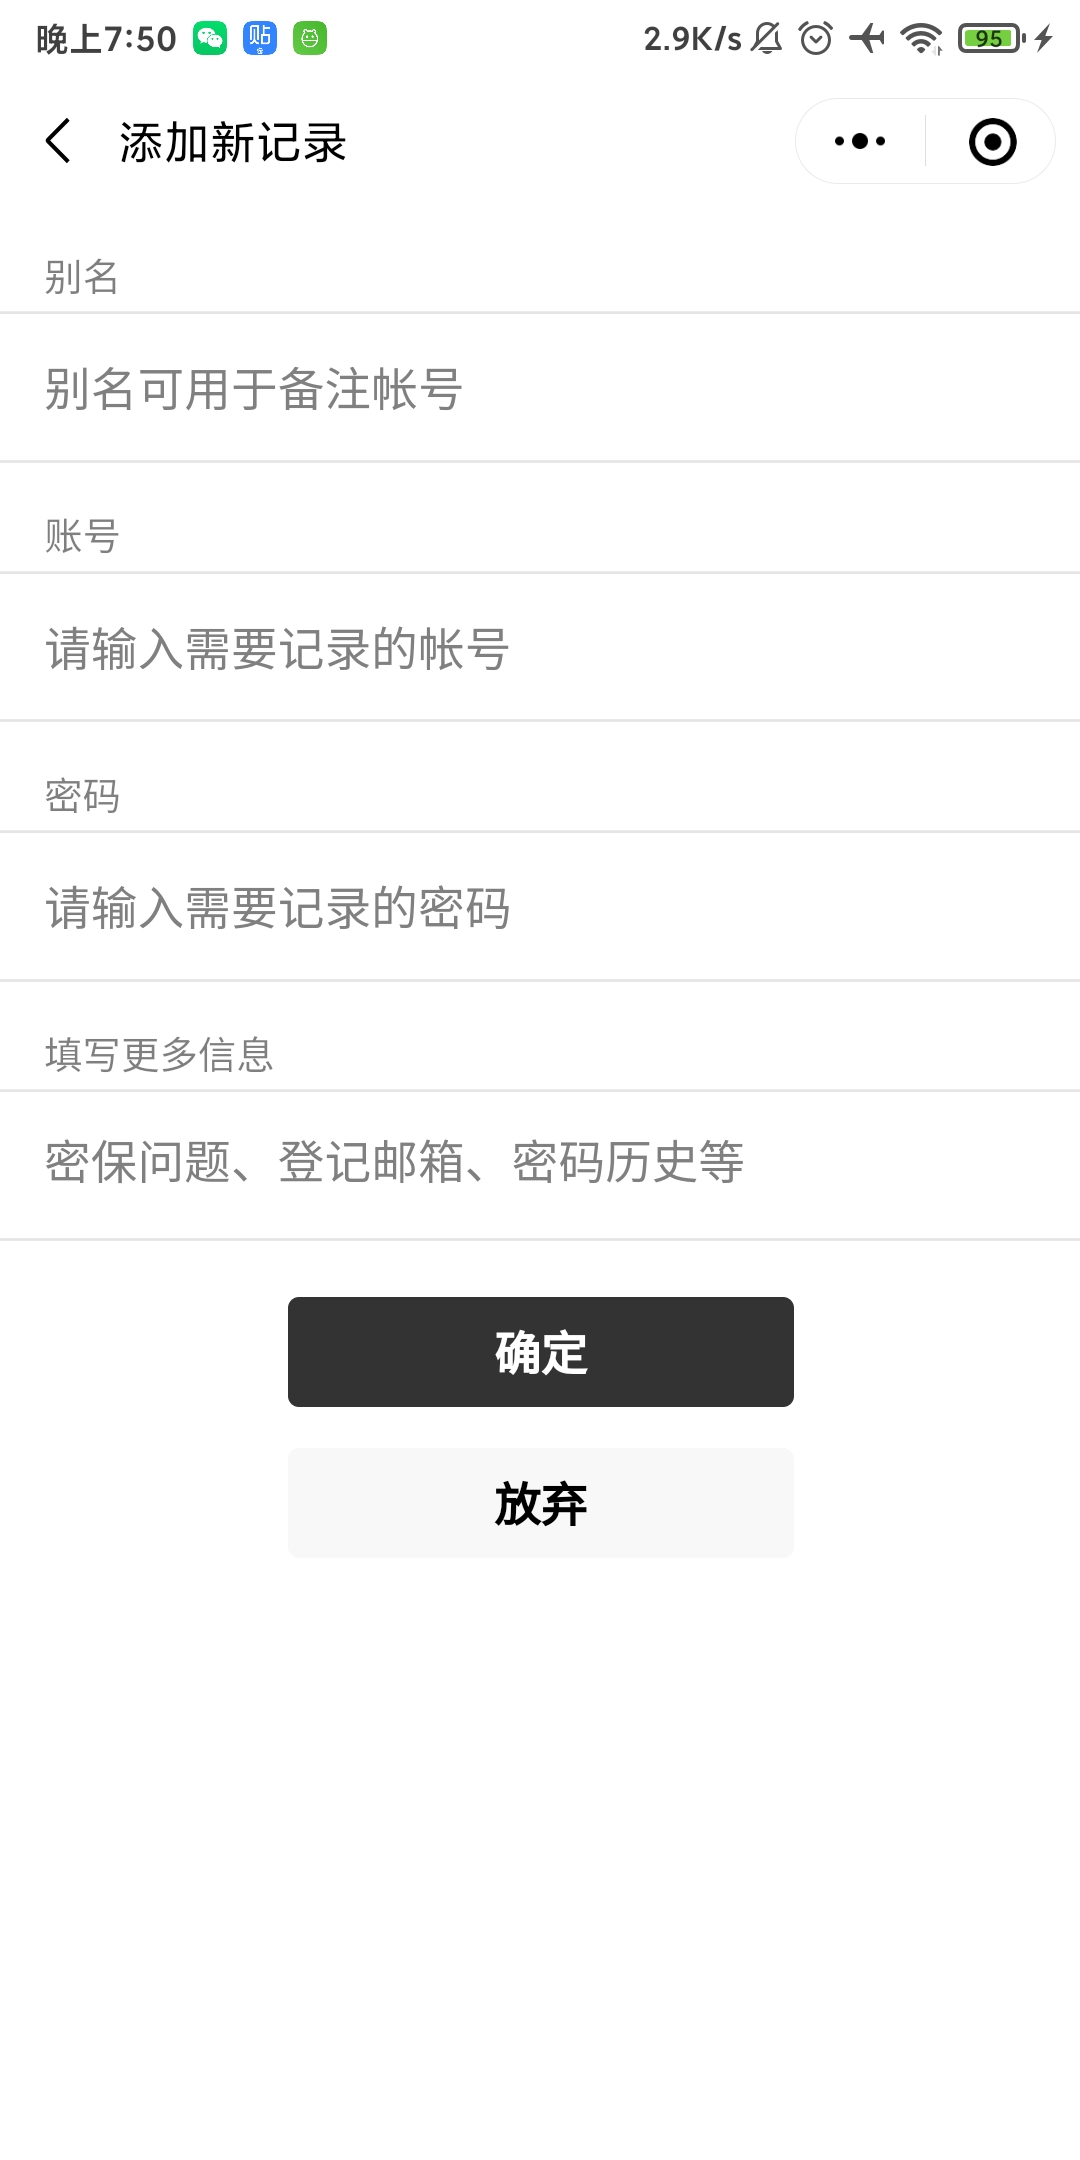 晚上7:50 贴 2.9K/s 95
添加新记录
别名
别名可用于备注帐号
账号
请输入需要记录的帐号
密码
请输入需要记录的密码
填写更多信息
密保问题、登记邮箱、密码历史等
确定
放弃